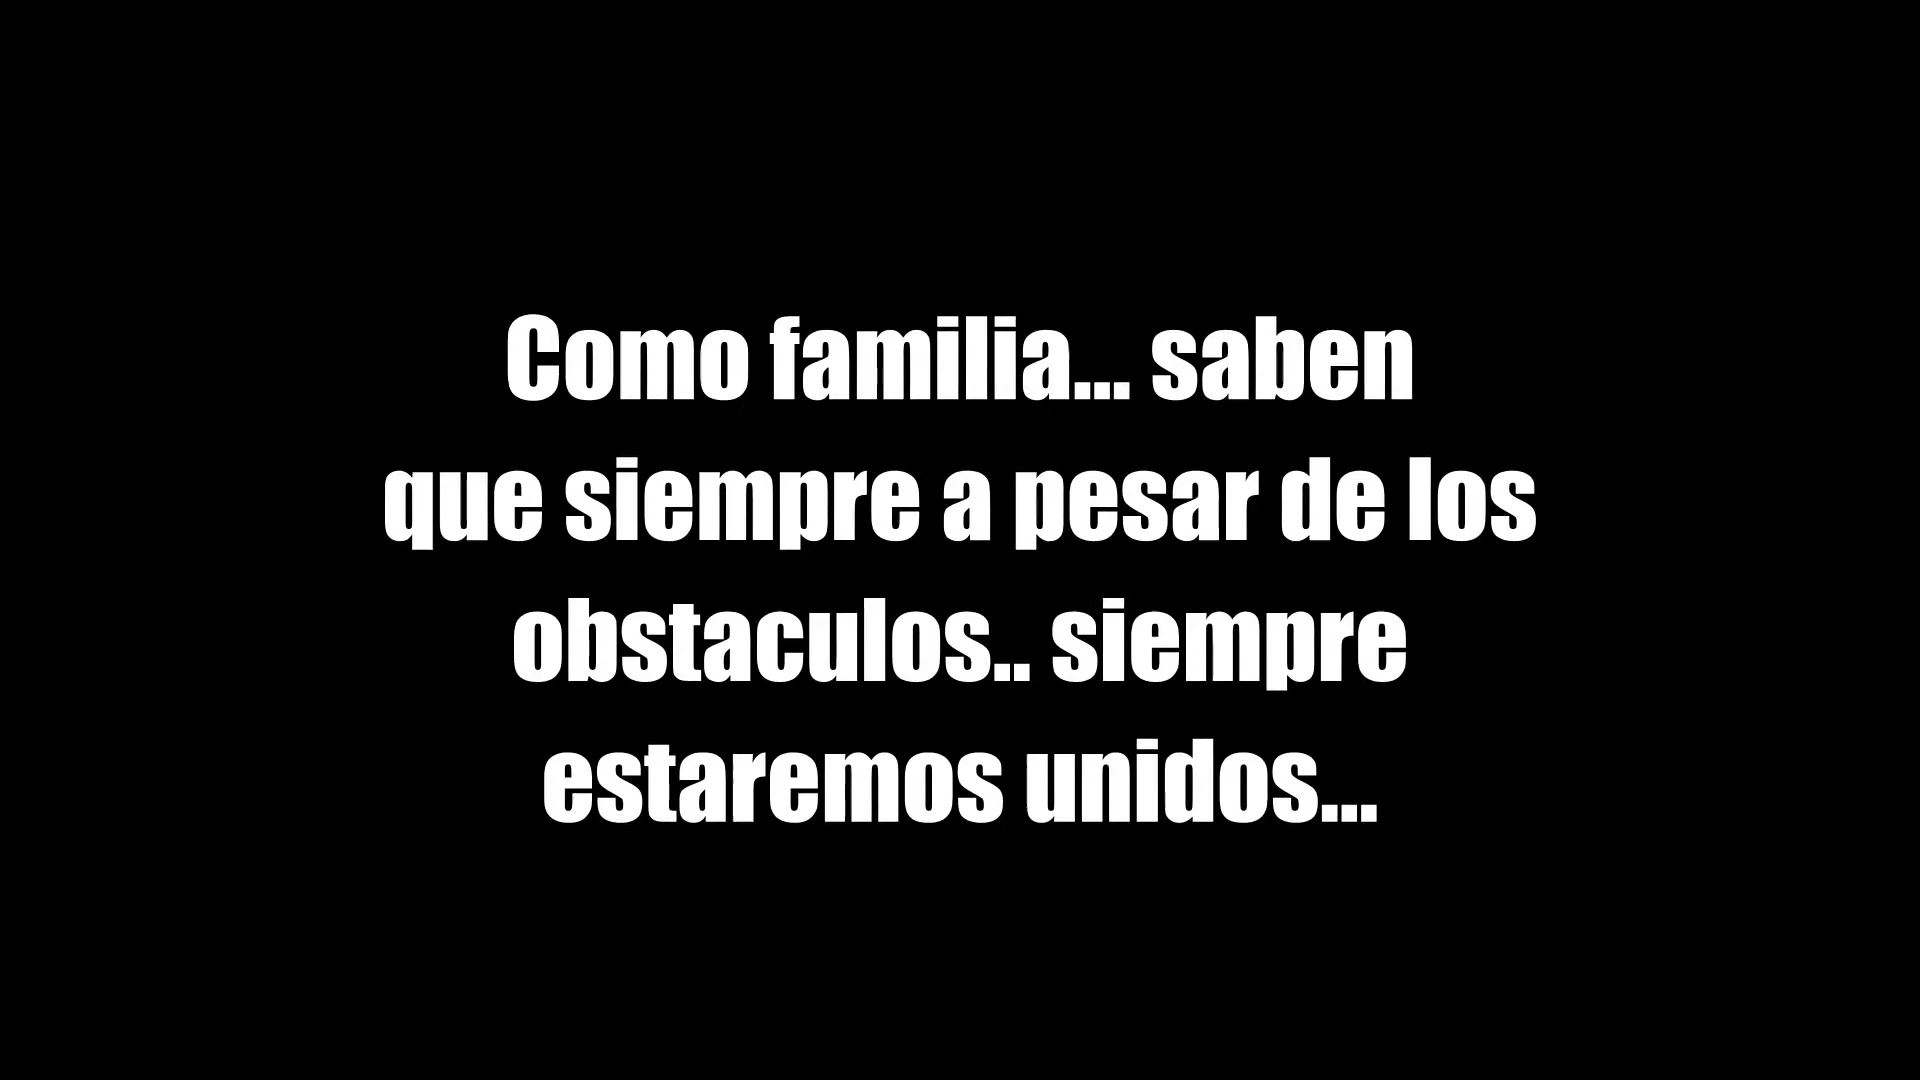 Como familia... saben
que siempre a pesar de los
obstaculos.. siempre
estaremos unidos...